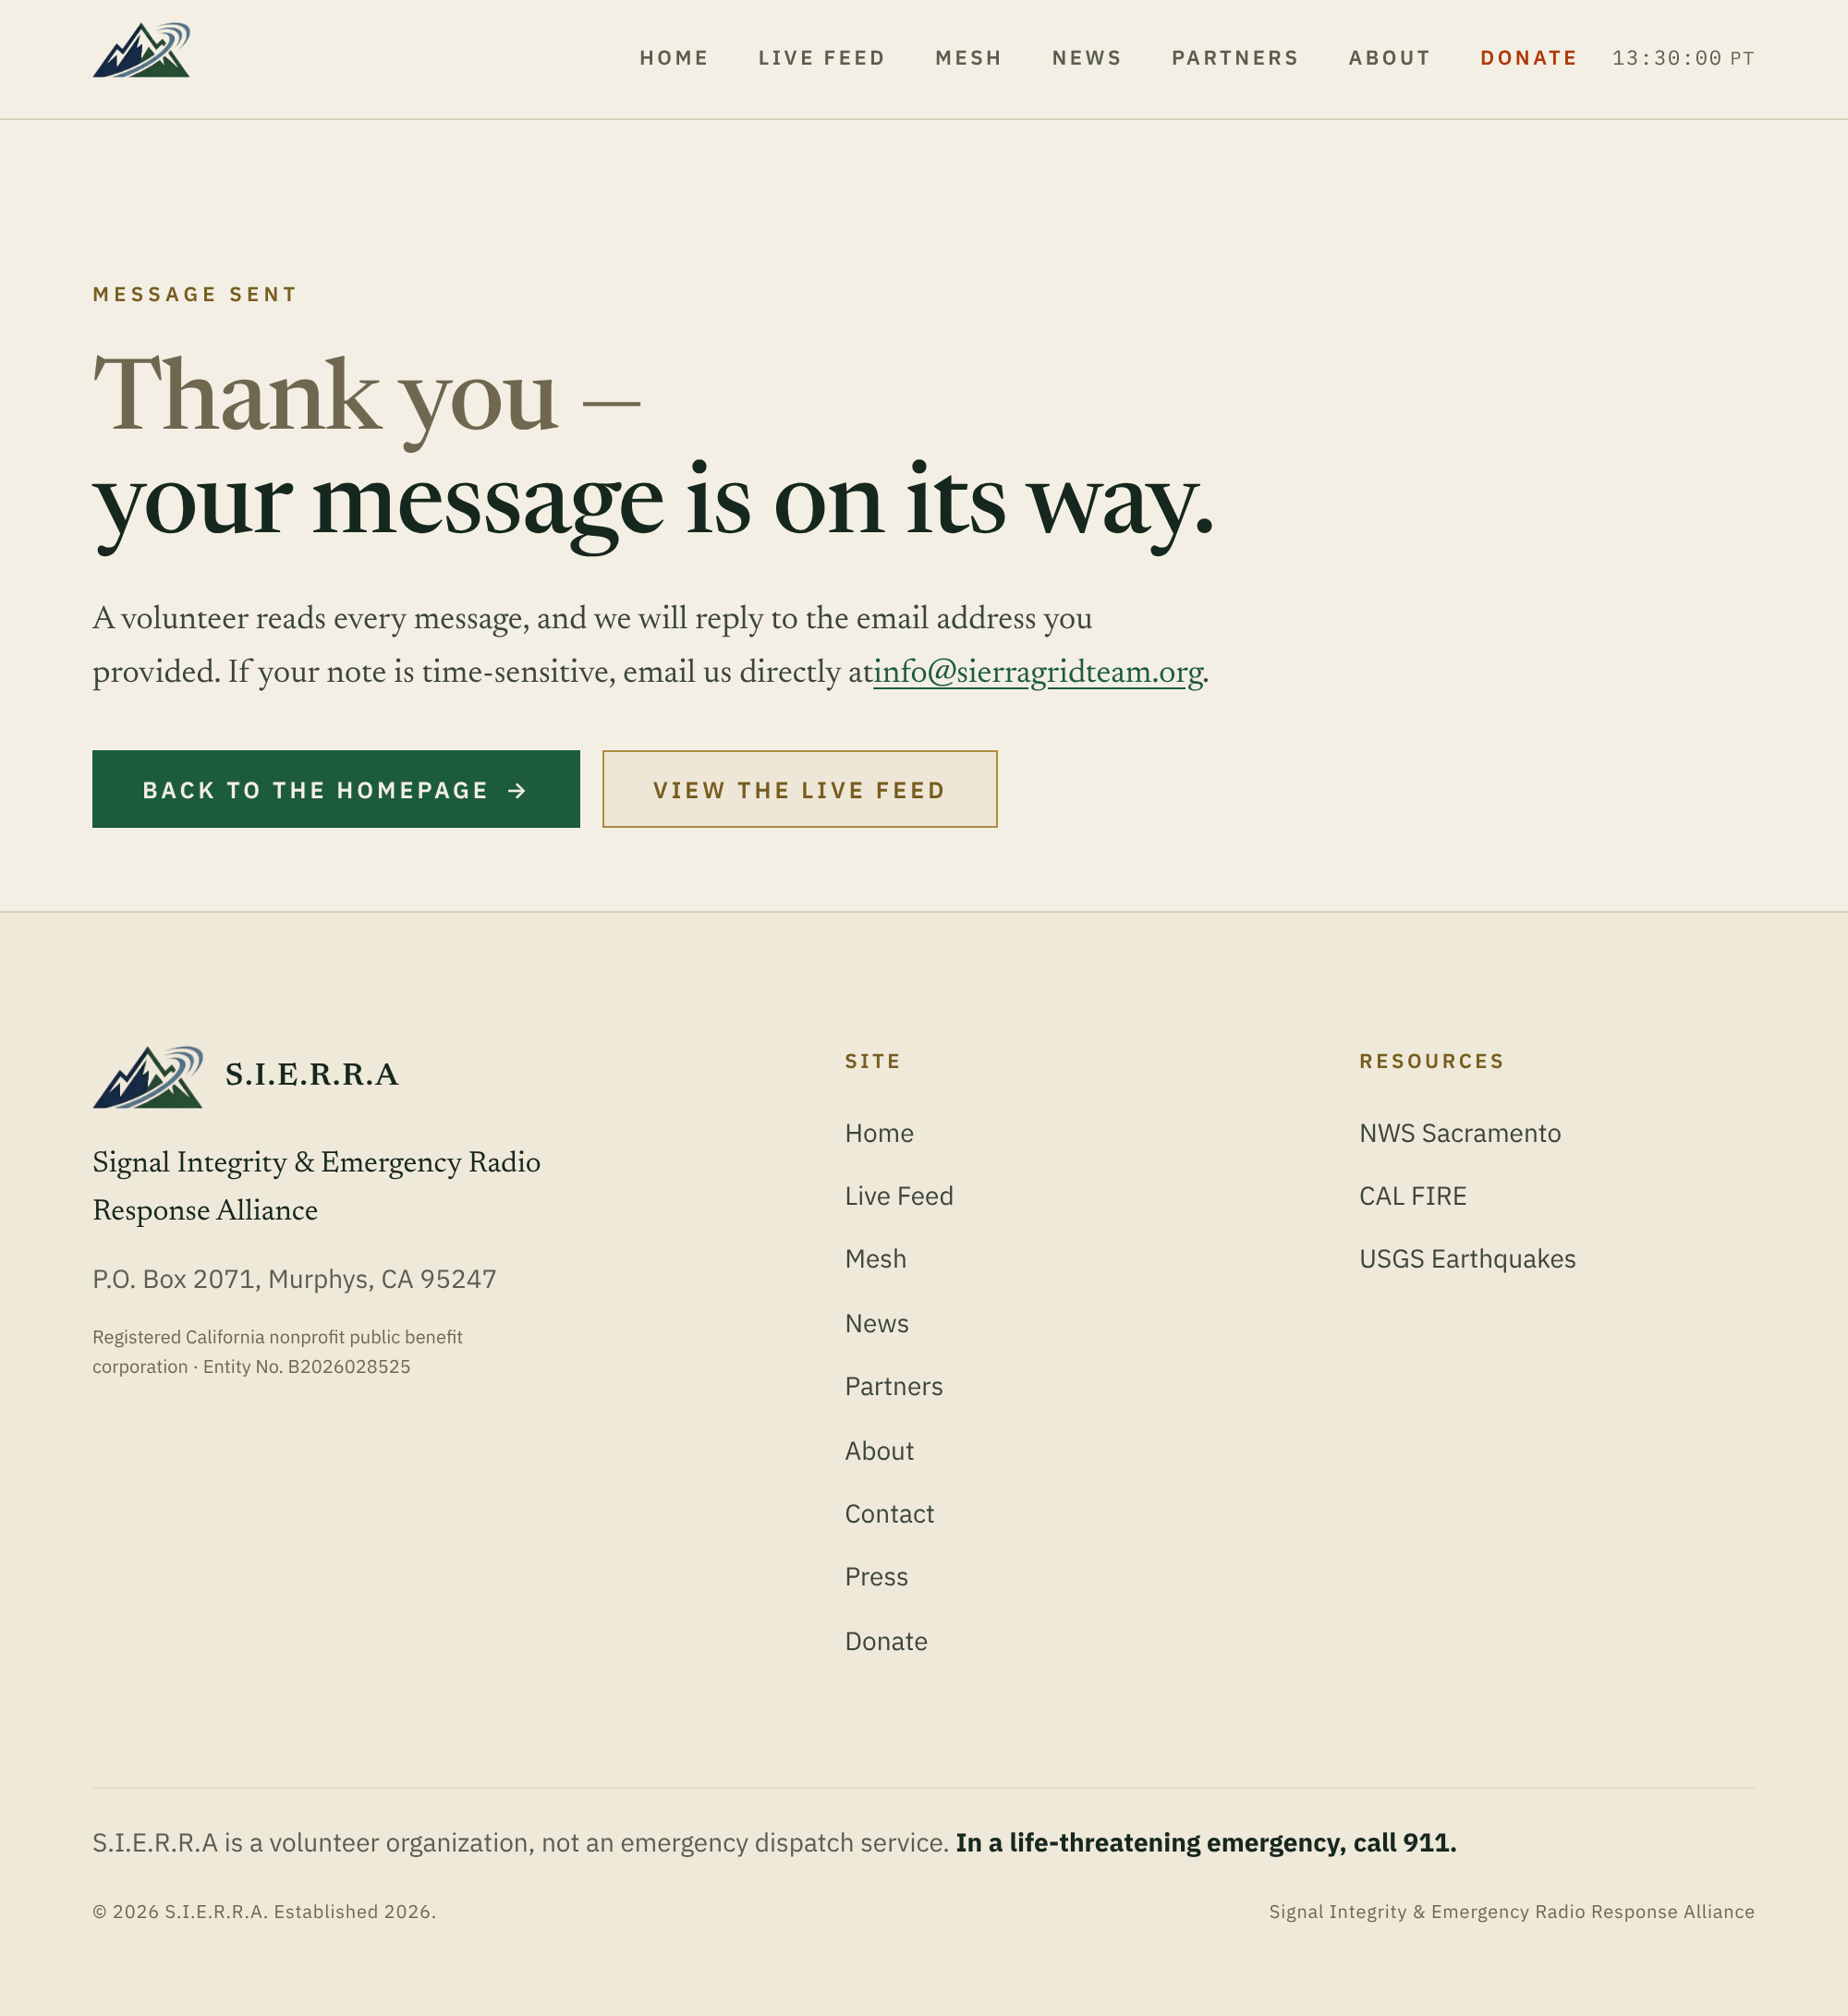 HOME LIVE FEED MESH NEWS PARTNERS ABOUT DONATE 13:30:00 PT
MESSAGE SENT
Thank you —
your message is on its way.
A volunteer reads every message, and we will reply to the email address you
provided. If your note is time-sensitive, email us directly atinfo@sierragridteam.org.
BACK TO THE HOMEPAGE →
VIEW THE LIVE FEED
S.I.E.R.R.A
Signal Integrity & Emergency Radio
Response Alliance
P.O. Box 2071, Murphys, CA 95247
Registered California nonprofit public benefit
corporation · Entity No. B2026028525
SITE
Home
Live Feed
Mesh
News
Partners
About
Contact
Press
Donate
RESOURCES
NWS Sacramento
CAL FIRE
USGS Earthquakes
S.I.E.R.R.A is a volunteer organization, not an emergency dispatch service. In a life-threatening emergency, call 911.
© 2026 S.I.E.R.R.A. Established 2026.
Signal Integrity & Emergency Radio Response Alliance